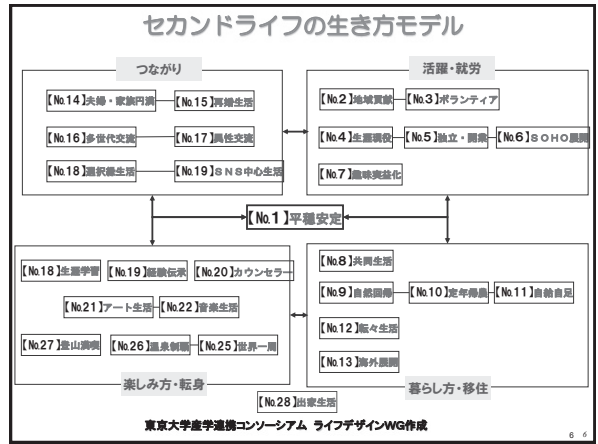 セカンドライフの生き方モデル
つながり
【No.14】夫婦・家族円満
【No.15】再婚生活
【No.16】多世代交流
【No.17】異性交流
【No.18】選択縁生活
【No.19】SNS中心生活
活躍・就労
【No.2】地域貢献
【No.3】ボランティア
【No.4】生涯現役
【No.5】独立・開業
【No.6】SOHO展開
【No.7】趣味実益化
【No.1】平穏安定
【No.18】生涯学習
【No.19】経験伝承
【No.20】カウンセラー
【No.21】アート生活
【No.22】音楽生活
【No.27】登山満喫
【No.26】温泉制覇
【No.25】世界一周
楽しみ方・転身
【No.8】共同生活
【No.9】自然回帰
【No.10】定年帰農
【No.11】自給自足
【No.12】転々生活
【No.13】海外展開
暮らし方・移住
【No.28】出家生活
東京大学産学連携コンソーシアム ライフデザインWG作成
6 6